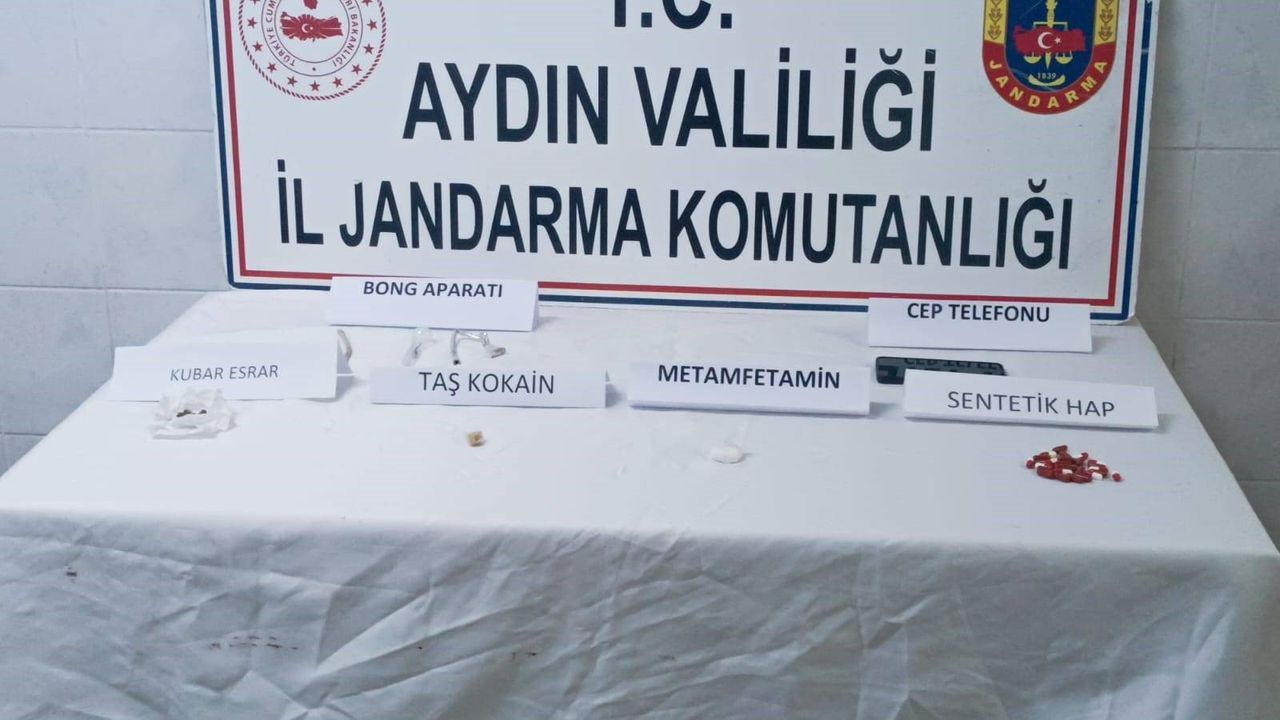 T.C.
AYDIN VALİLİĞİ
İL JANDARMA KOMUTANLIĞI
JANDARMA
1839
BONG APARATI
CEP TELEFONU
KUBAR ESRAR
TAŞ KOKAİN
METAMFETAMİN
SENTETİK HAP